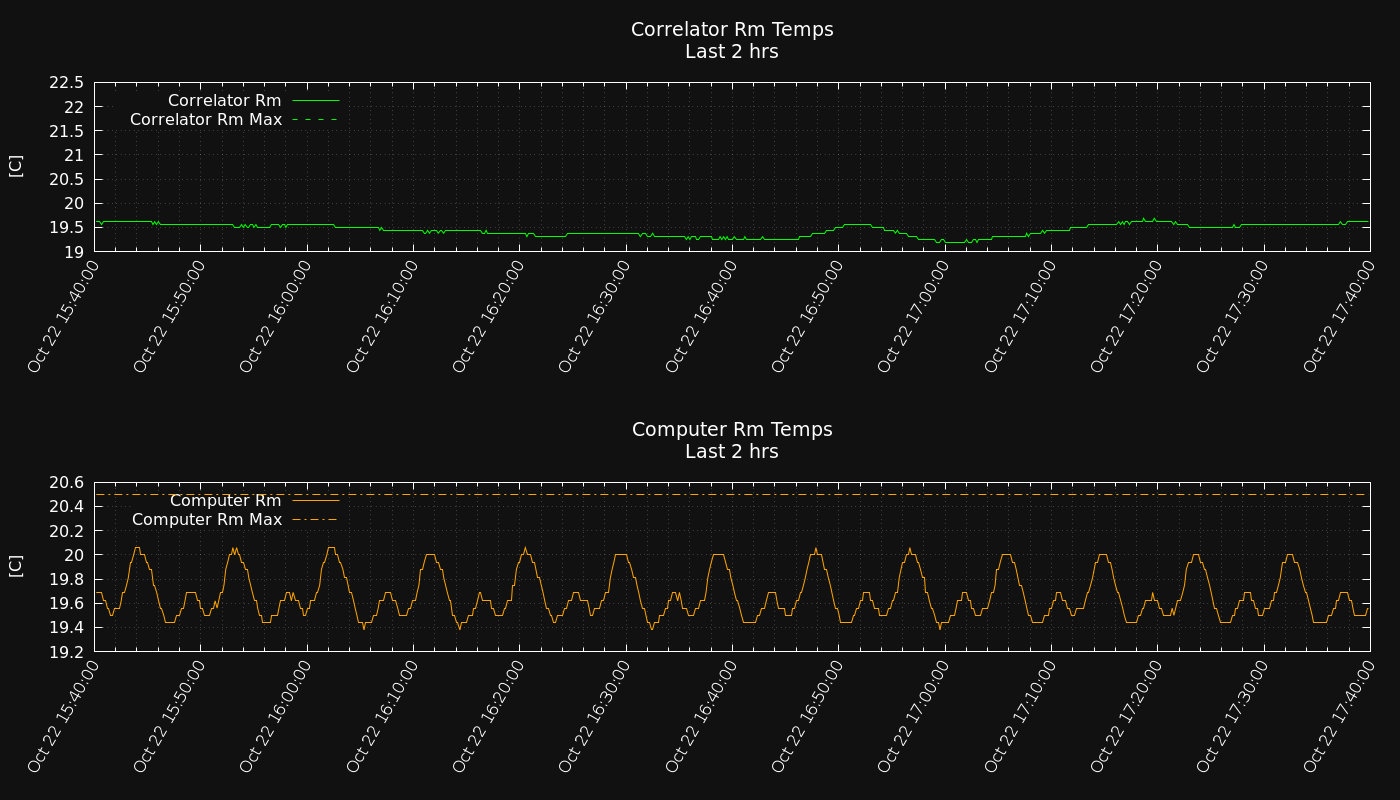 Correlator Rm Temps
Last 2 hrs
22.5
22
21.5
21
20.5
20
19.5
19
[C]
Correlator Rm
Correlator Rm Max
Oct 22 15:40:00
Oct 22 15:50:00
Oct 22 16:00:00
Oct 22 16:10:00
Oct 22 16:20:00
Oct 22 16:30:00
Oct 22 16:40:00
Oct 22 16:50:00
Oct 22 17:00:00
Oct 22 17:10:00
Oct 22 17:20:00
Oct 22 17:30:00
Oct 22 17:40:00
Computer Rm Temps
Last 2 hrs
20.6
20.4
20.2
20
19.8
19.6
19.4
19.2
[C]
Computer Rm
Computer Rm Max
Oct 22 15:40:00
Oct 22 15:50:00
Oct 22 16:00:00
Oct 22 16:10:00
Oct 22 16:20:00
Oct 22 16:30:00
Oct 22 16:40:00
Oct 22 16:50:00
Oct 22 17:00:00
Oct 22 17:10:00
Oct 22 17:20:00
Oct 22 17:30:00
Oct 22 17:40:00